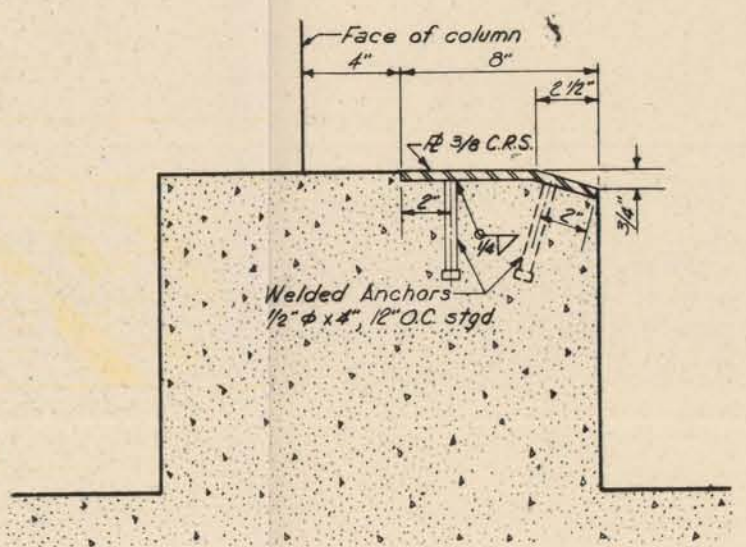 Face of column
4" 8"
2 1/2"
PL 3/8 C.R.S.
3/4"
2" 2"
1/4
Welded Anchors
1/2" φ x 4", 12" O.C. stgd.